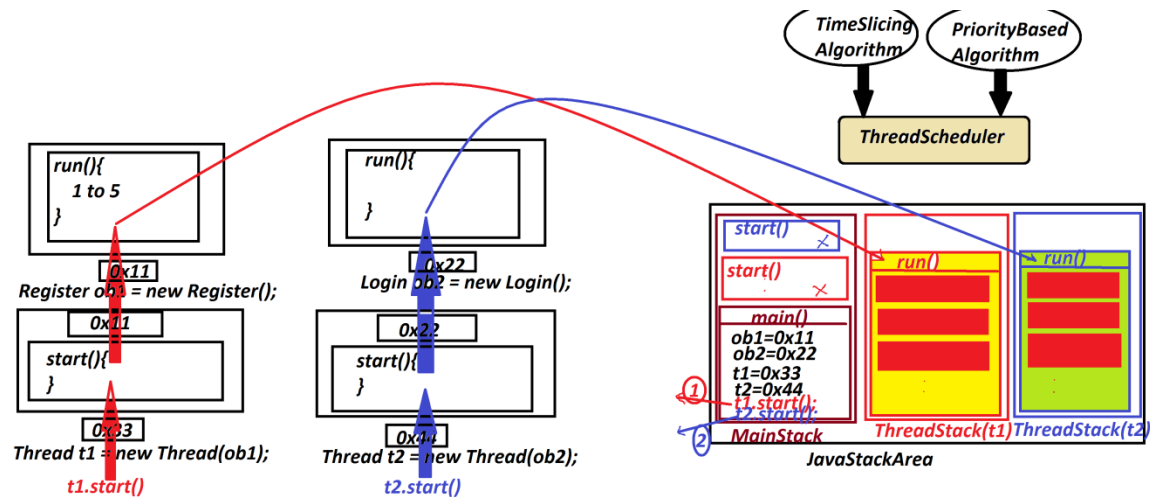 TimeSlicing
Algorithm
PriorityBased
Algorithm
ThreadScheduler
run(){
1 to 5
}
0x11
Register ob1 = new Register();
0x11
start(){
}
0x33
Thread t1 = new Thread(ob1);
t1.start()
run(){
}
0x22
Login ob2 = new Login();
0x22
start(){
}
0x44
Thread t2 = new Thread(ob2);
t2.start()
start()
x
start()
x
main()
ob1=0x11
ob2=0x22
t1=0x33
t2=0x44
1
t1.start();
t2.start();
2
MainStack
run()
ThreadStack(t1)
run()
ThreadStack(t2)
JavaStackArea